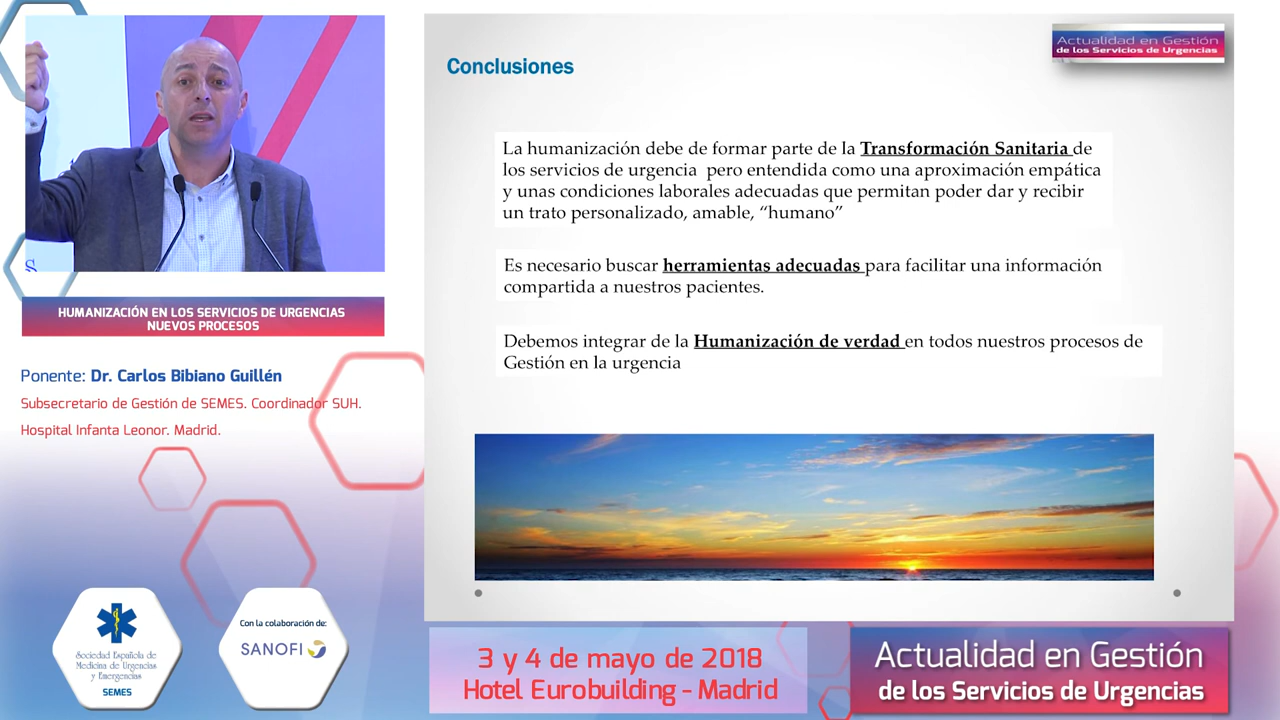 S
HUMANIZACIÓN EN LOS SERVICIOS DE URGENCIAS
NUEVOS PROCESOS
Ponente: Dr. Carlos Bibiano Guillén
Subsecretario de Gestión de SEMES. Coordinador SUH.
Hospital Infanta Leonor. Madrid.
Sociedad Española de
Medicina de Urgencias
y Emergencias
SEMES
Con la colaboración de:
SANOFI
Conclusiones
Actualidad en Gestión
de los Servicios de Urgencias
La humanización debe de formar parte de la Transformación Sanitaria de
los servicios de urgencia pero entendida como una aproximación empática
y unas condiciones laborales adecuadas que permitan poder dar y recibir
un trato personalizado, amable, “humano”
Es necesario buscar herramientas adecuadas para facilitar una información
compartida a nuestros pacientes.
Debemos integrar de la Humanización de verdad en todos nuestros procesos de
Gestión en la urgencia
3 y 4 de mayo de 2018
Hotel Eurobuilding - Madrid
Actualidad en Gestión
de los Servicios de Urgencias